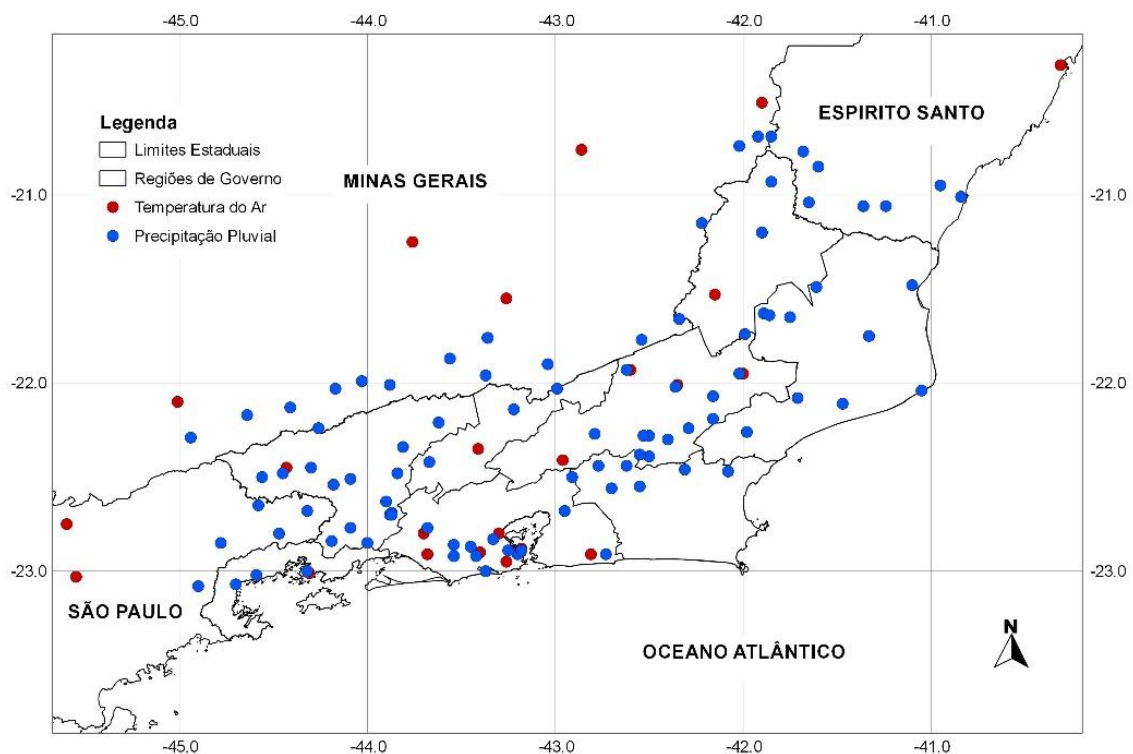 -45.0 -44.0 -43.0 -42.0 -41.0
ESPIRITO SANTO
Legenda
Limites Estaduais
Regiões de Governo
Temperatura do Ar
Precipitação Pluvial
MINAS GERAIS
-21.0 -21.0
-22.0 -22.0
-23.0 -23.0
SÃO PAULO
OCEANO ATLÂNTICO
N
-45.0 -44.0 -43.0 -42.0 -41.0